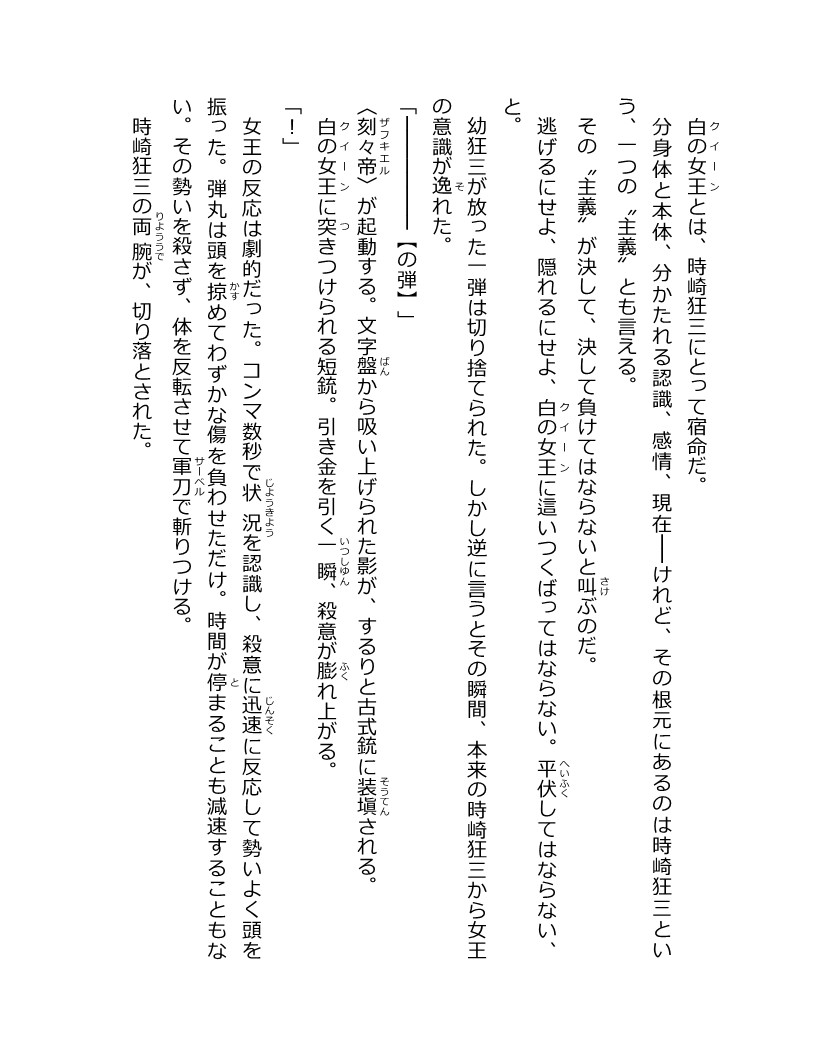 白の女王とは、時崎狂三にとって宿命だ。
分身体と本体、分かたれる認識、感情、現在――けれど、その根元にあるのは時崎狂三とい
う、一つの〝主義〟とも言える。
その〝主義〟が決して、決して負けてはならないと叫ぶのだ。
逃げるにせよ、隠れるにせよ、白の女王に這いつくばってはならない。平伏してはならない、
と。
幼狂三が放った一弾は切り捨てられた。しかし逆に言うとその瞬間、本来の時崎狂三から女王
の意識が逸れた。
「――――【の弾】」
〈刻々帝〉が起動する。文字盤から吸い上げられた影が、するりと古式銃に装塡される。
白の女王に突きつけられる短銃。引き金を引く一瞬、殺意が膨れ上がる。
「！」
女王の反応は劇的だった。コンマ数秒で状況を認識し、殺意に迅速に反応して勢いよく頭を
振った。弾丸は頭を掠めてわずかな傷を負わせただけ。時間が停まることも減速することもな
い。その勢いを殺さず、体を反転させて軍刀で斬りつける。
時崎狂三の両腕が、切り落とされた。